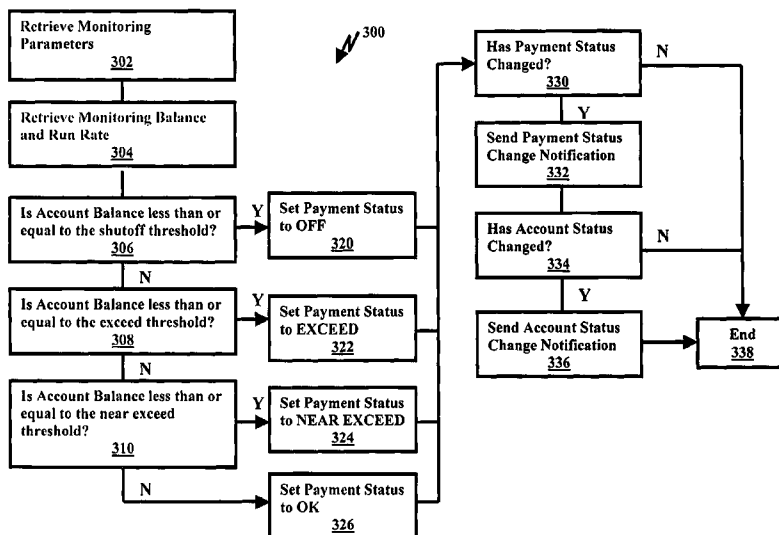 Retrieve Monitoring
Parameters
302
Retrieve Monitoring Balance
and Run Rate
304
Is Account Balance less than or
equal to the shutoff threshold?
306
Y
N
Set Payment Status
to OFF
320
Is Account Balance less than or
equal to the exceed threshold?
308
Y
N
Set Payment Status
to EXCEED
322
Is Account Balance less than or
equal to the near exceed
threshold?
310
Y
N
Set Payment Status
to NEAR EXCEED
324
Set Payment Status
to OK
326
300
Has Payment Status
Changed?
330
N
Y
Send Payment Status
Change Notification
332
Has Account Status
Changed?
334
N
Y
Send Account Status
Change Notification
336
End
338